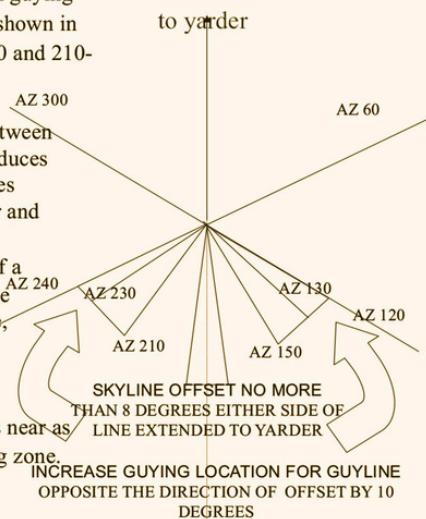 guying
to yarder
shown in
0 and 210-
AZ 300
AZ 60
tween
duces
es
r and
f a
AZ 240
e
AZ 230
AZ 130
AZ 120
AZ 210
AZ 150
SKYLINE OFFSET NO MORE
THAN 8 DEGREES EITHER SIDE OF
LINE EXTENDED TO YARDER
s near as
g zone.
INCREASE GUYING LOCATION FOR GUYLINE
OPPOSITE THE DIRECTION OF OFFSET BY 10
DEGREES